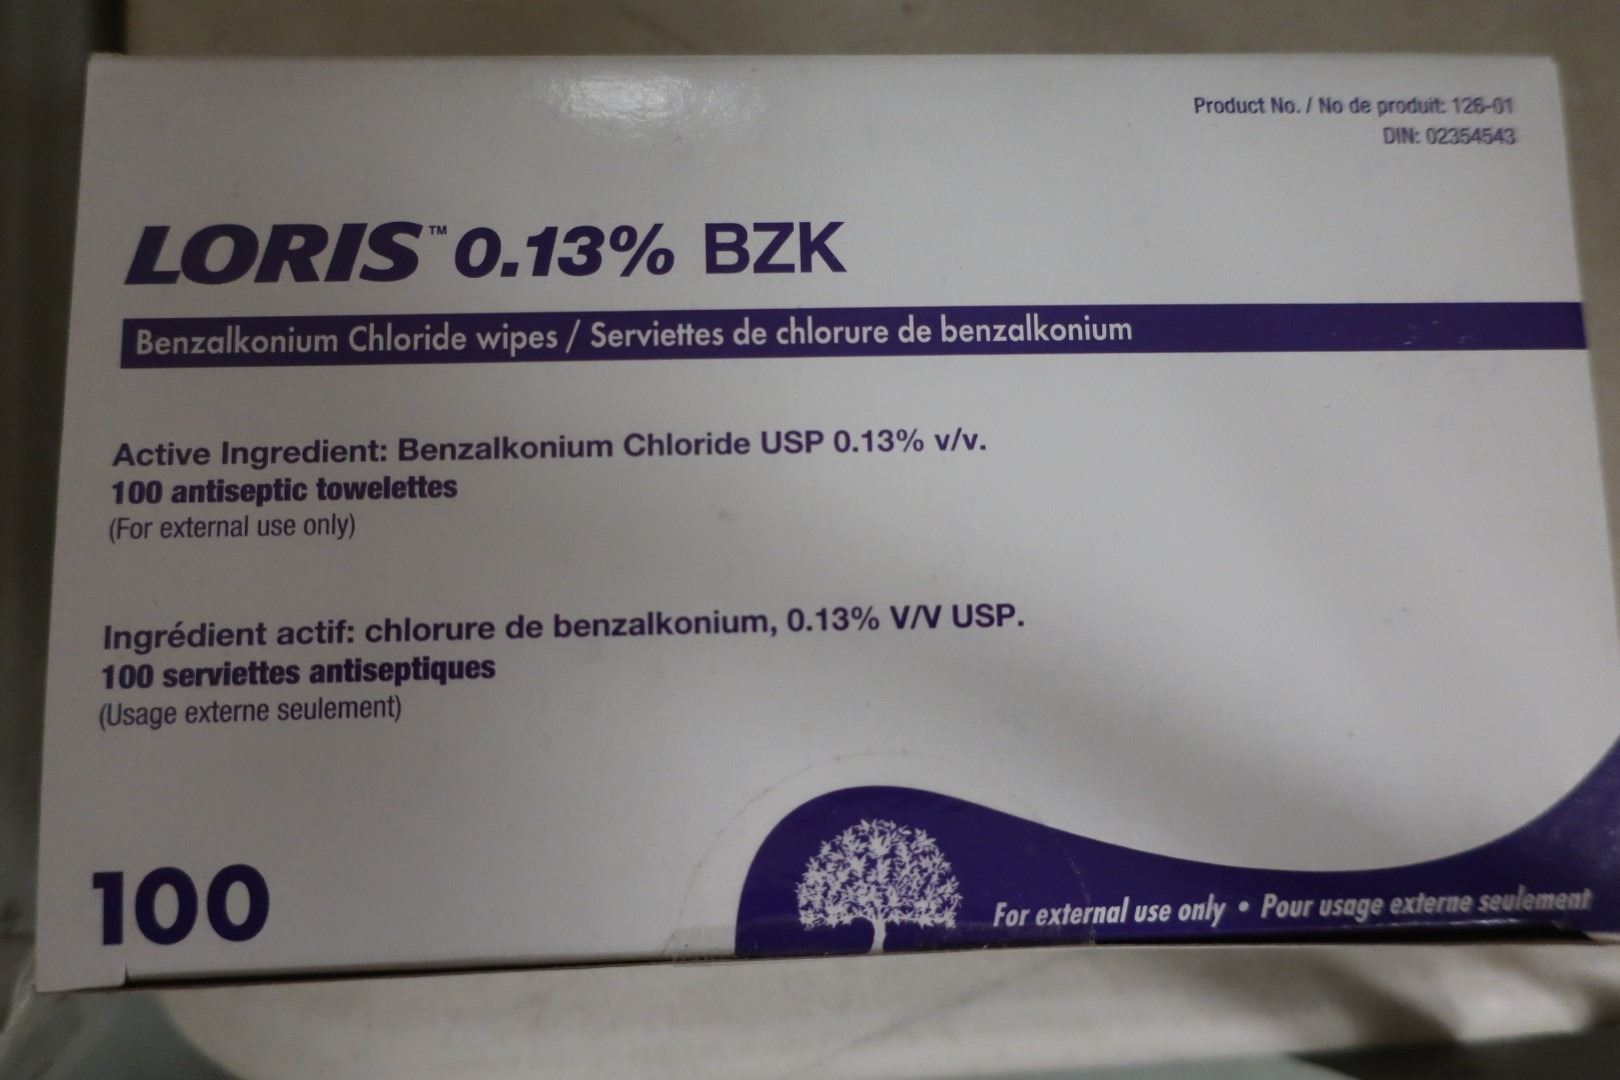 Product No. / No de produit: 126-01
DIN: 02354543
LORIS™ 0.13% BZK
Benzalkonium Chloride wipes / Serviettes de chlorure de benzalkonium
Active Ingredient: Benzalkonium Chloride USP 0.13% v/v.
100 antiseptic towelettes
(For external use only)
Ingrédient actif: chlorure de benzalkonium, 0.13% V/V USP.
100 serviettes antiseptiques
(Usage externe seulement)
100
For external use only • Pour usage externe seulement